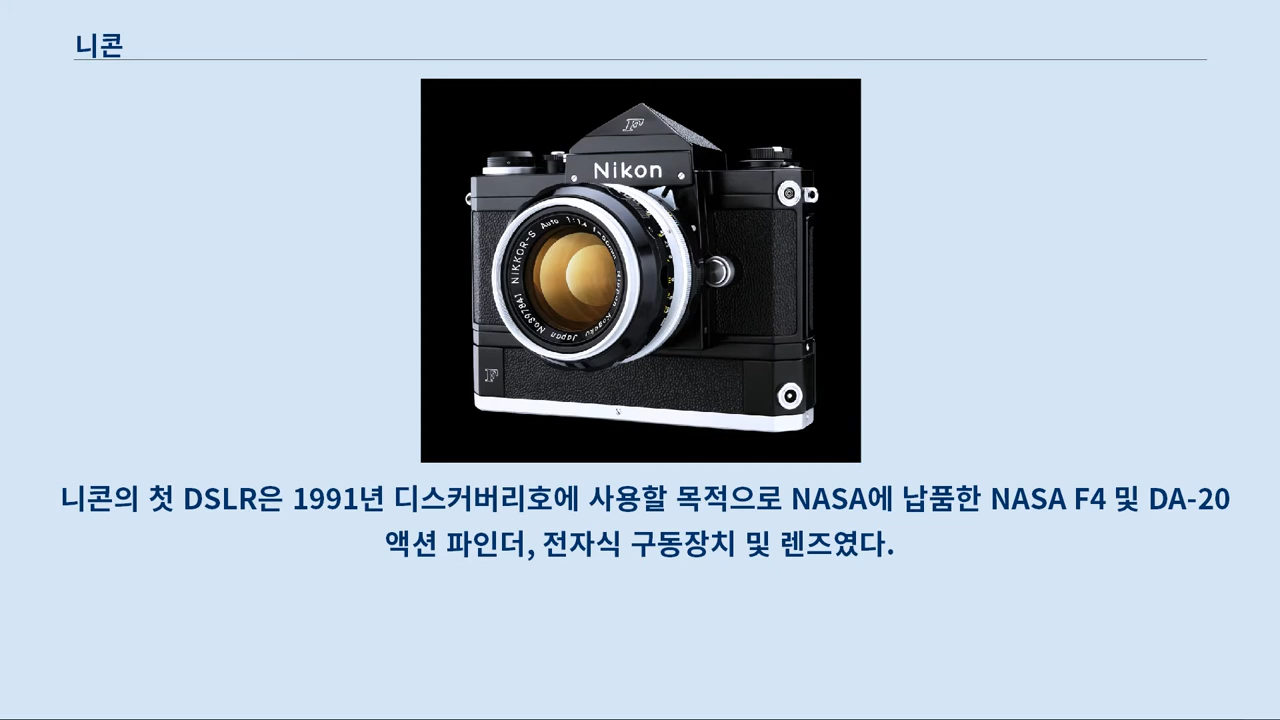 니콘
F
Nikon
NIKKOR-S Auto 1:1.4 f=50mm Nippon Kogaku Japan No.397841
F
니콘의 첫 DSLR은 1991년 디스커버리호에 사용할 목적으로 NASA에 납품한 NASA F4 및 DA-20
액션 파인더, 전자식 구동장치 및 렌즈였다.